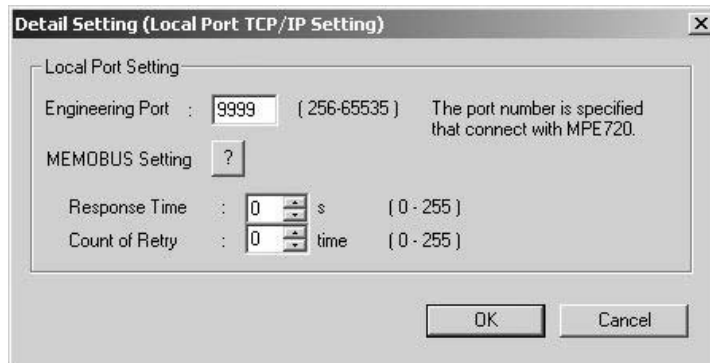 Detail Setting (Local Port TCP/IP Setting)
Local Port Setting
Engineering Port : 9999 ( 256-65535 ) The port number is specified
that connect with MPE720.
MEMOBUS Setting ?
Response Time : 0 s ( 0 - 255 )
Count of Retry : 0 time ( 0 - 255 )
OK Cancel